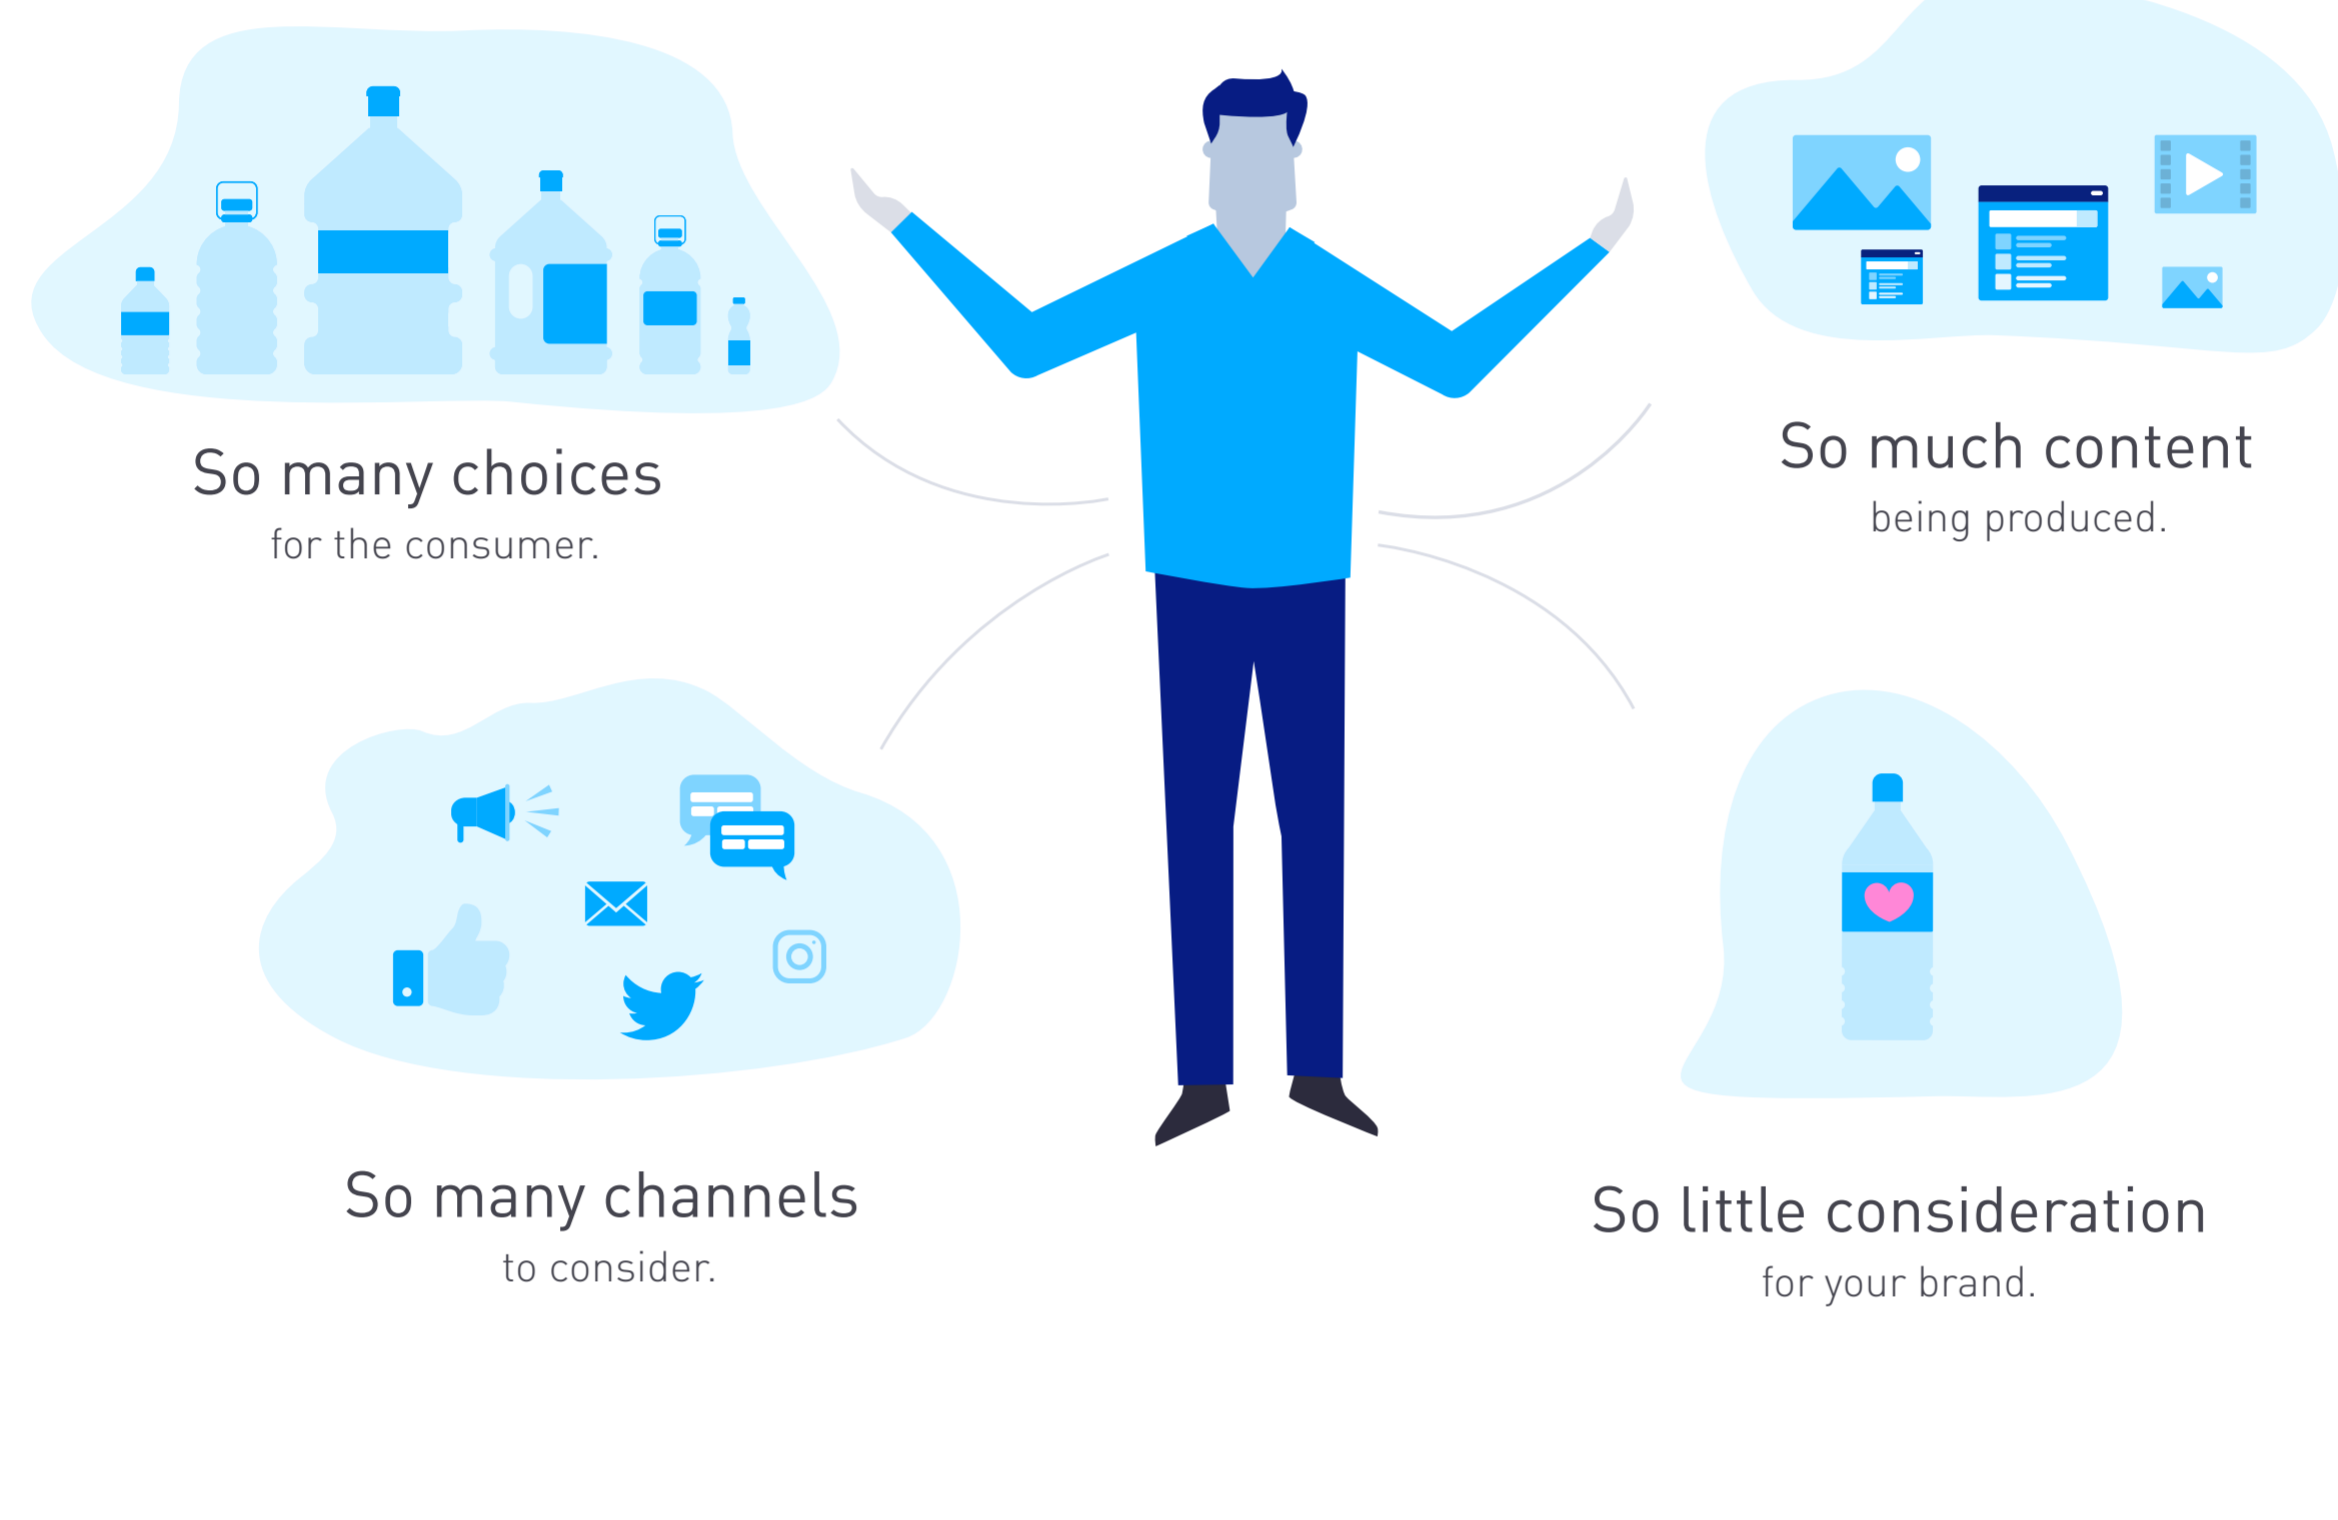 So many choices
for the consumer.
So much content
being produced.
So many channels
to consider.
So little consideration
for your brand.